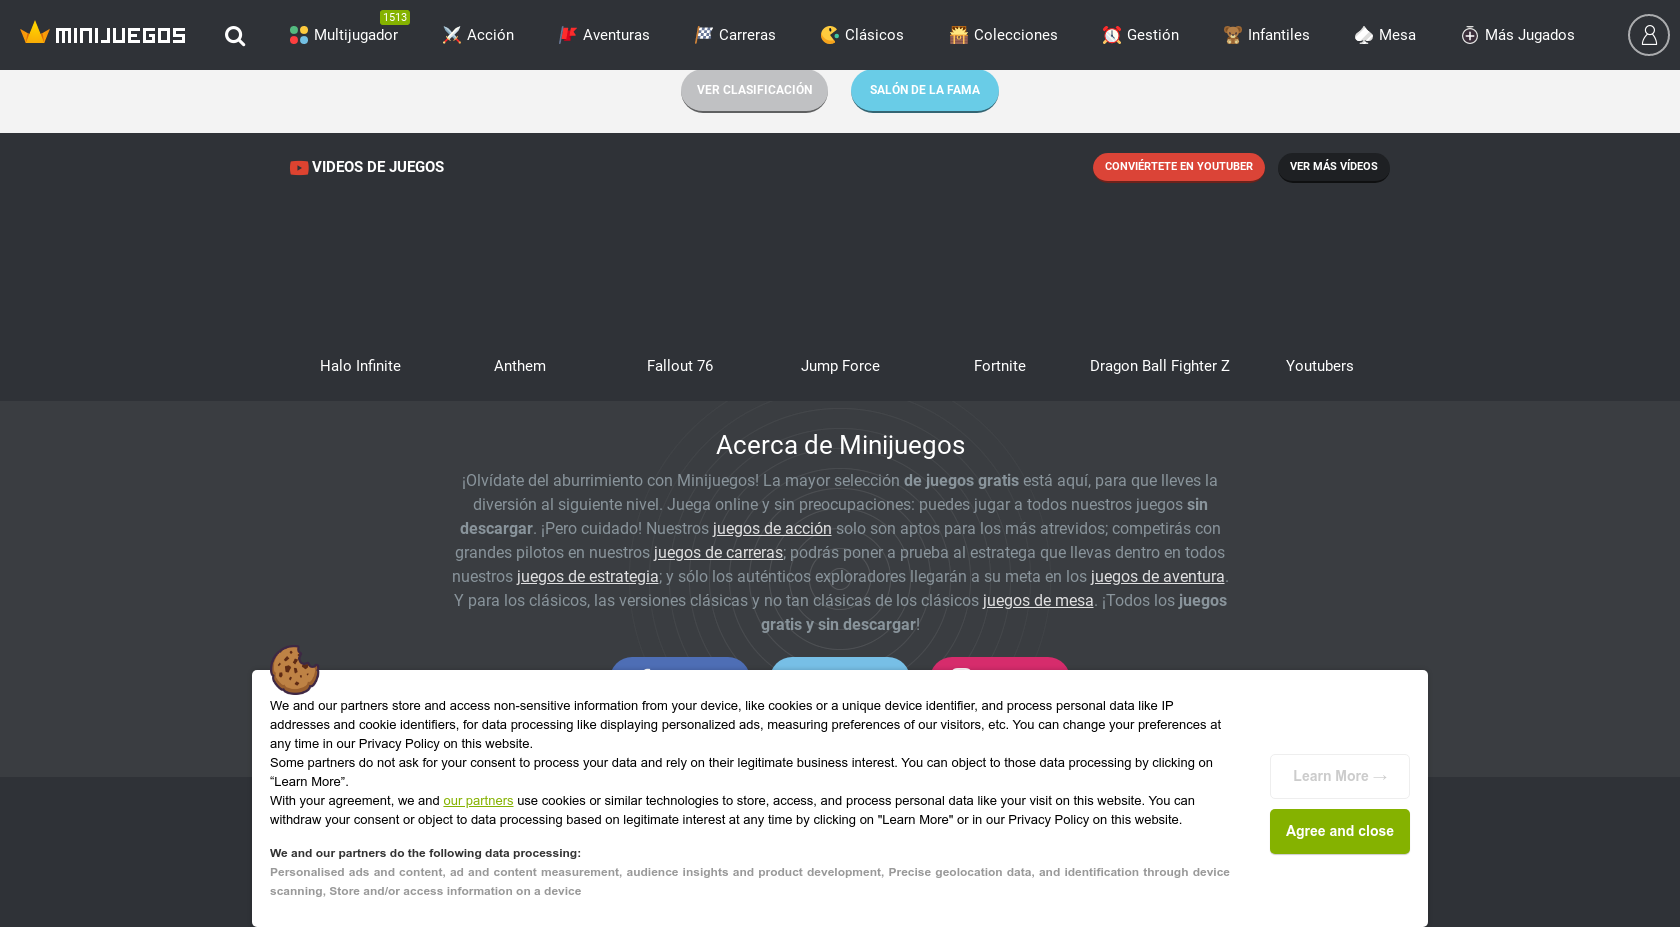 MINIJUEGOS
1513
Multijugador
Acción
Aventuras
Carreras
Clásicos
Colecciones
Gestión
Infantiles
Mesa
Más Jugados
VER CLASIFICACIÓN
SALÓN DE LA FAMA
VIDEOS DE JUEGOS
CONVIÉRTETE EN YOUTUBER
VER MÁS VÍDEOS
Halo Infinite
Anthem
Fallout 76
Jump Force
Fortnite
Dragon Ball Fighter Z
Youtubers
Acerca de Minijuegos
¡Olvídate del aburrimiento con Minijuegos! La mayor selección de juegos gratis está aquí, para que lleves la
diversión al siguiente nivel. Juega online y sin preocupaciones: puedes jugar a todos nuestros juegos sin
descargar. ¡Pero cuidado! Nuestros juegos de acción solo son aptos para los más atrevidos; competirás con
grandes pilotos en nuestros juegos de carreras; podrás poner a prueba al estratega que llevas dentro en todos
nuestros juegos de estrategia; y sólo los auténticos exploradores llegarán a su meta en los juegos de aventura.
Y para los clásicos, las versiones clásicas y no tan clásicas de los clásicos juegos de mesa. ¡Todos los juegos
gratis y sin descargar!
We and our partners store and access non-sensitive information from your device, like cookies or a unique device identifier, and process personal data like IP
addresses and cookie identifiers, for data processing like displaying personalized ads, measuring preferences of our visitors, etc. You can change your preferences at
any time in our Privacy Policy on this website.
Some partners do not ask for your consent to process your data and rely on their legitimate business interest. You can object to those data processing by clicking on
“Learn More”.
With your agreement, we and our partners use cookies or similar technologies to store, access, and process personal data like your visit on this website. You can
withdraw your consent or object to data processing based on legitimate interest at any time by clicking on "Learn More" or in our Privacy Policy on this website.
We and our partners do the following data processing:
Personalised ads and content, ad and content measurement, audience insights and product development, Precise geolocation data, and identification through device
scanning, Store and/or access information on a device
Learn More →
Agree and close